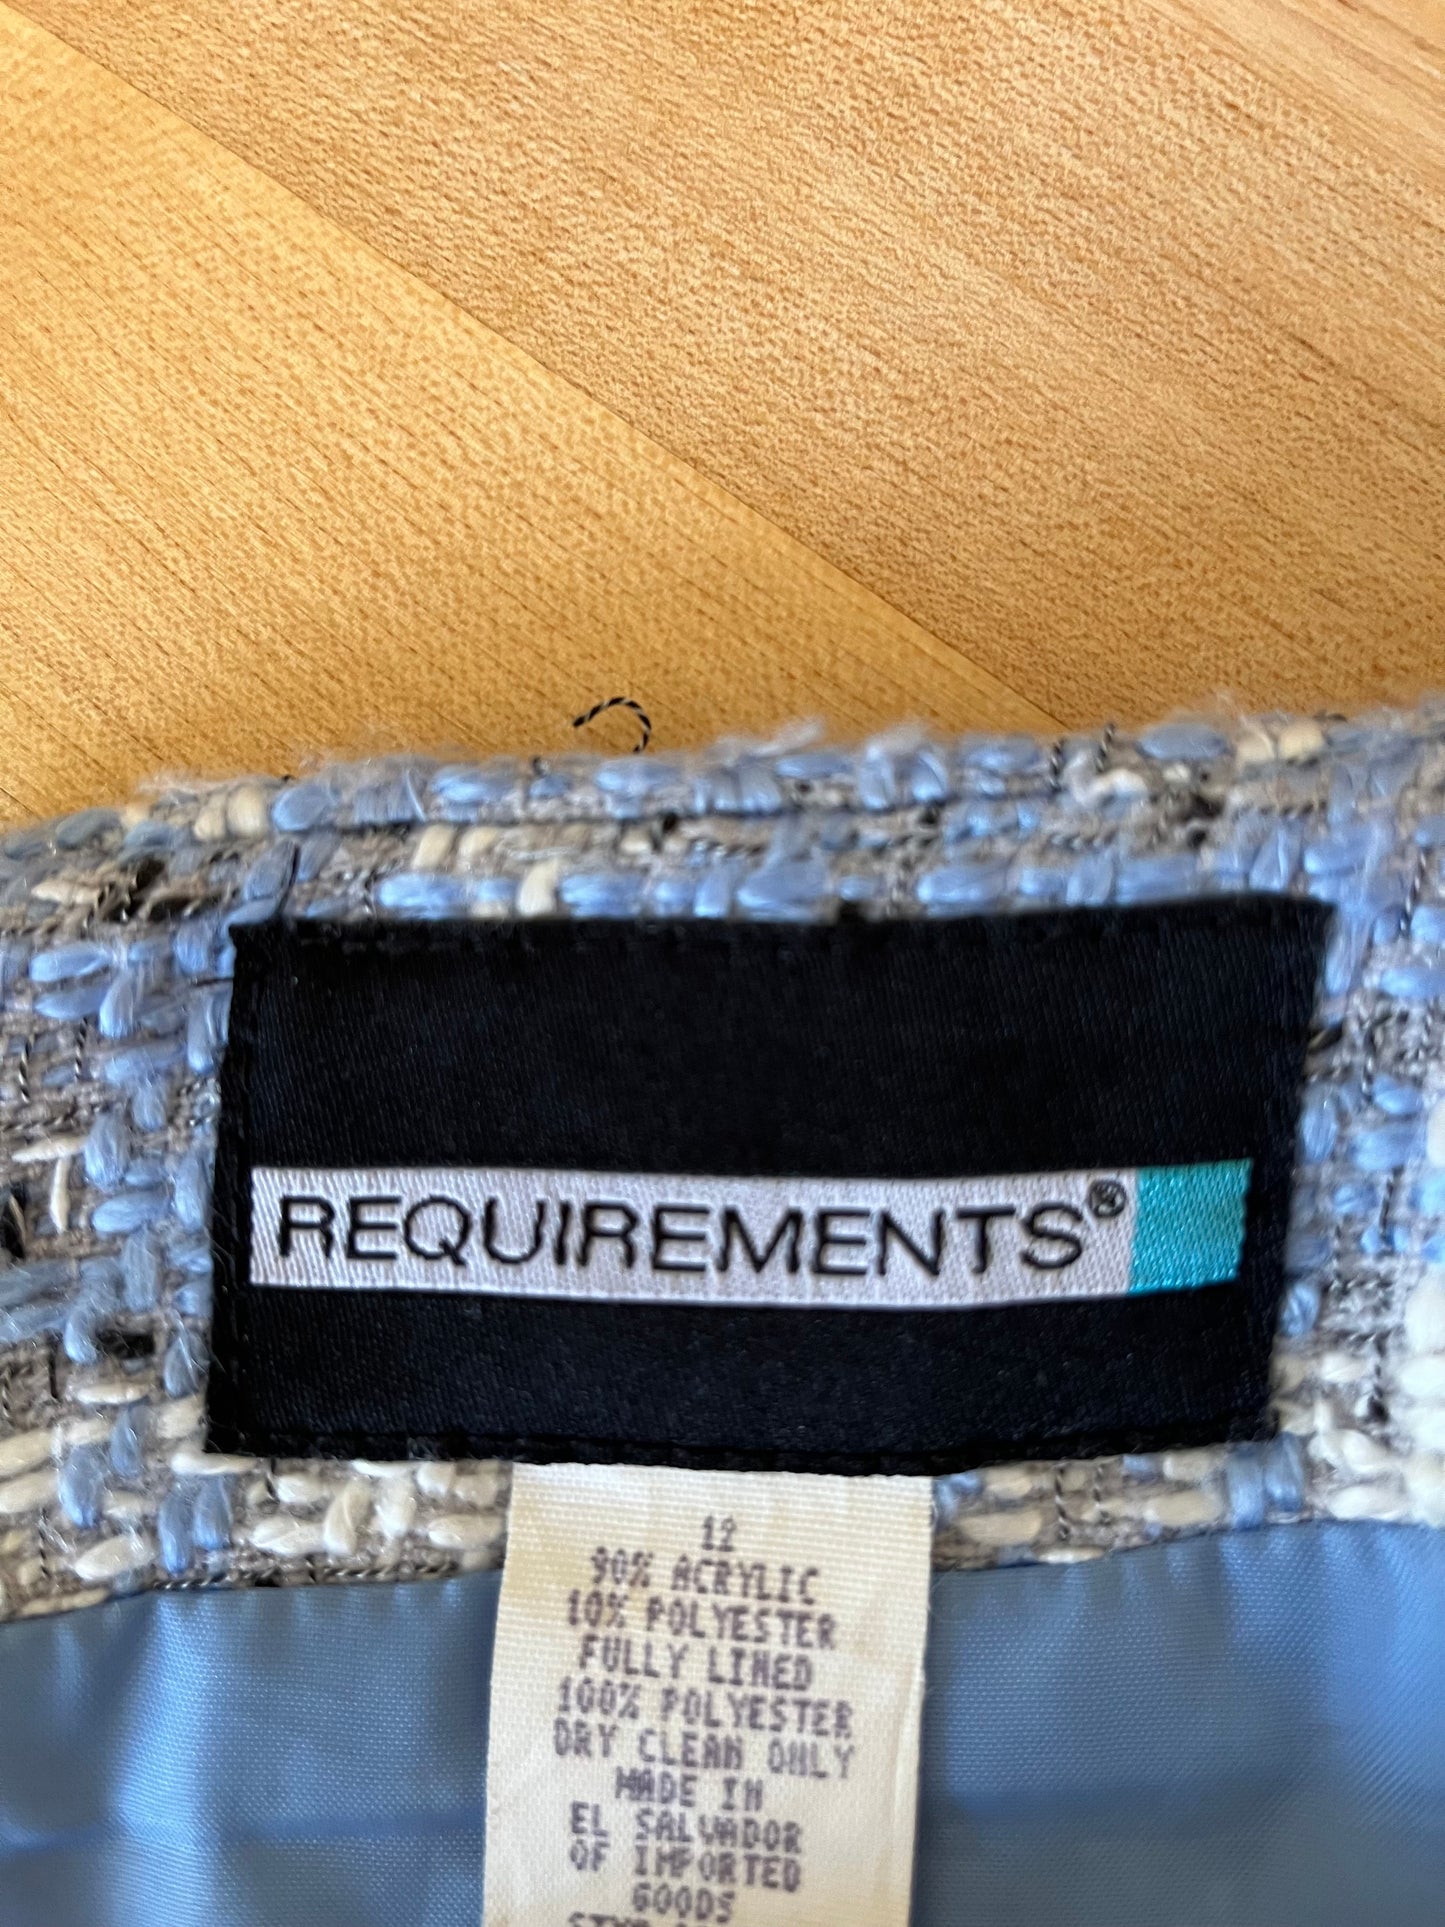 REQUIREMENTS®
12
90% ACRYLIC
10% POLYESTER
FULLY LINED
100% POLYESTER
DRY CLEAN ONLY
MADE IN
EL SALVADOR
OF IMPORTED
GOODS